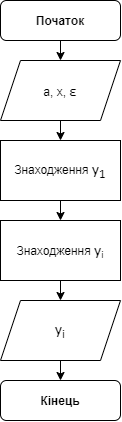 Початок
a, x, ε
Знаходження y₁
Знаходження yᵢ
yᵢ
Кінець